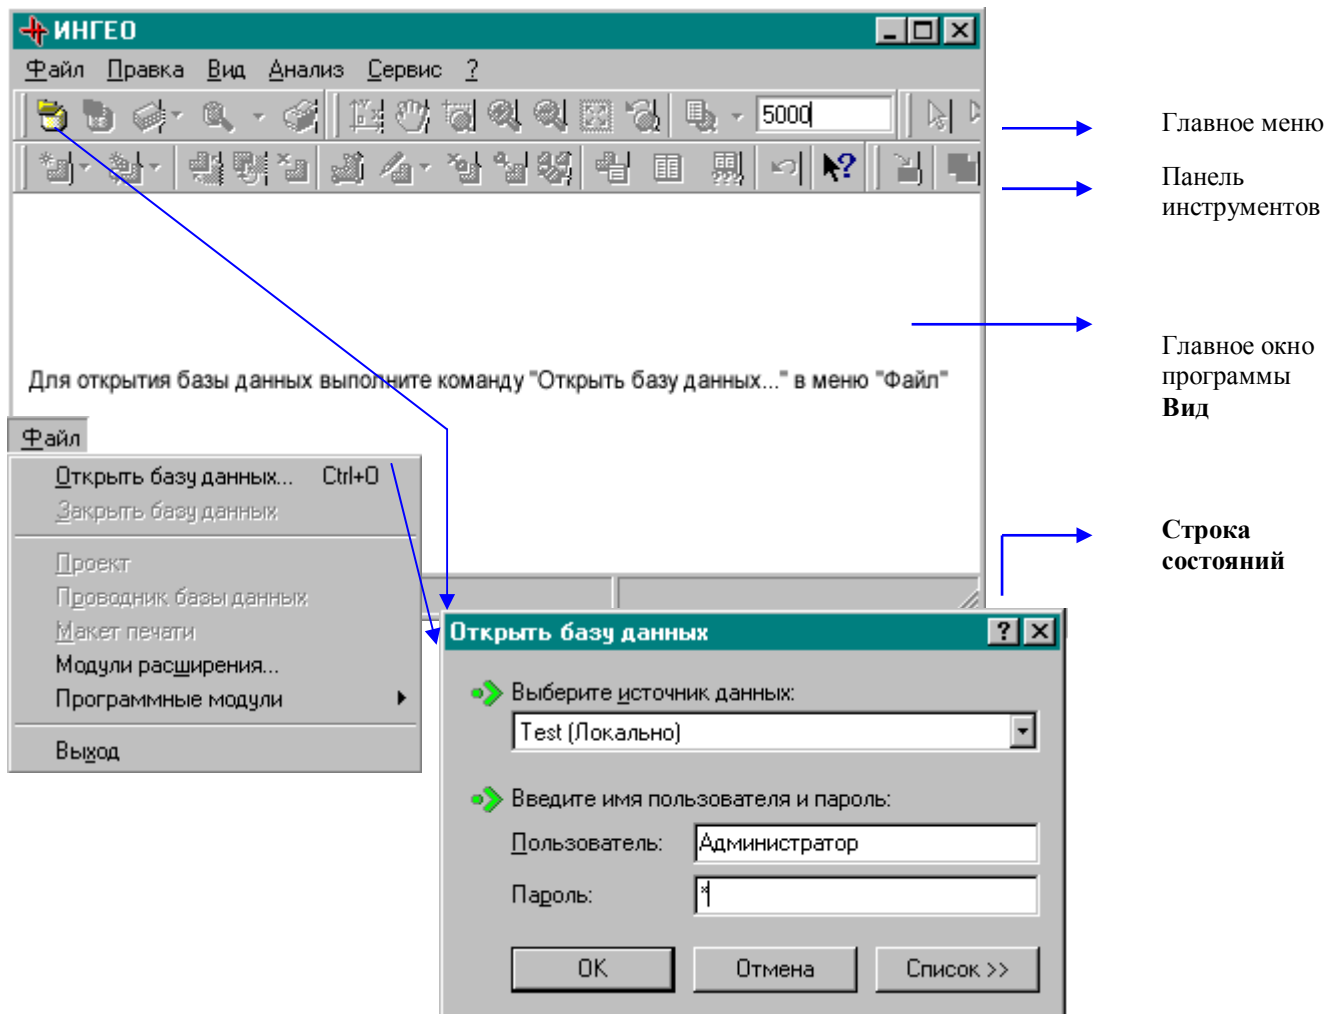 ИНГЕО
Файл Правка Вид Анализ Сервис ?
5000
Главное меню
Панель
инструментов
Главное окно
программы
Вид
Для открытия базы данных выполните команду "Открыть базу данных..." в меню "Файл"
Файл
Открыть базу данных... Ctrl+O
Закрыть базу данных
Проект
Проводник базы данных
Макет печати
Модули расширения...
Программные модули
Выход
Строка
состояний
Открыть базу данных
Выберите источник данных:
Test (Локально)
Введите имя пользователя и пароль:
Пользователь: Администратор
Пароль: *
OK Отмена Список >>